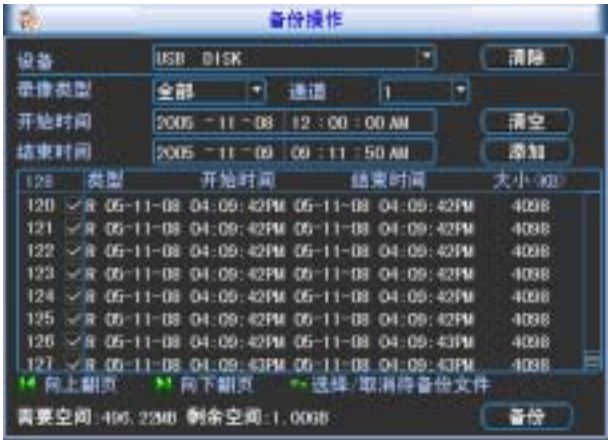 备份操作
设备 USB DISK 清除
录像类型 全部 通道 1
开始时间 2005 - 11 - 08 12 : 00 : 00 AM 清空
结束时间 2005 - 11 - 09 09 : 11 : 50 AM 添加
128 类型 开始时间 结束时间 大小(KB)
120 R 05-11-08 04:09:42PM 05-11-08 04:09:42PM 4098
121 R 05-11-08 04:09:42PM 05-11-08 04:09:42PM 4098
122 R 05-11-08 04:09:42PM 05-11-08 04:09:42PM 4098
123 R 05-11-08 04:09:42PM 05-11-08 04:09:42PM 4098
124 R 05-11-08 04:09:42PM 05-11-08 04:09:42PM 4098
125 R 05-11-08 04:09:42PM 05-11-08 04:09:42PM 4098
126 R 05-11-08 04:09:42PM 05-11-08 04:09:43PM 4098
127 R 05-11-08 04:09:43PM 05-11-08 04:09:43PM 4098
向上翻页 向下翻页 选择/取消待备份文件
需要空间:496.22MB 剩余空间:1.00GB 备份